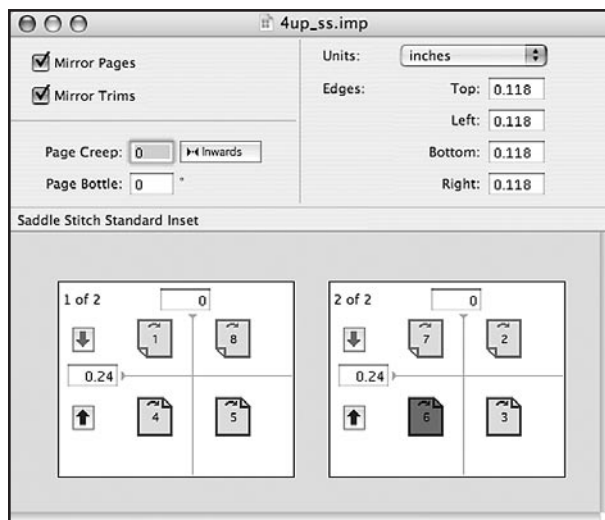 4up_ss.imp
Mirror Pages
Mirror Trims
Page Creep: 0 Inwards
Page Bottle: 0 °
Units: inches
Edges: Top: 0.118
Left: 0.118
Bottom: 0.118
Right: 0.118
Saddle Stitch Standard Inset
1 of 2 0
1 8
0.24
4 5
2 of 2 0
7 2
0.24
6 3